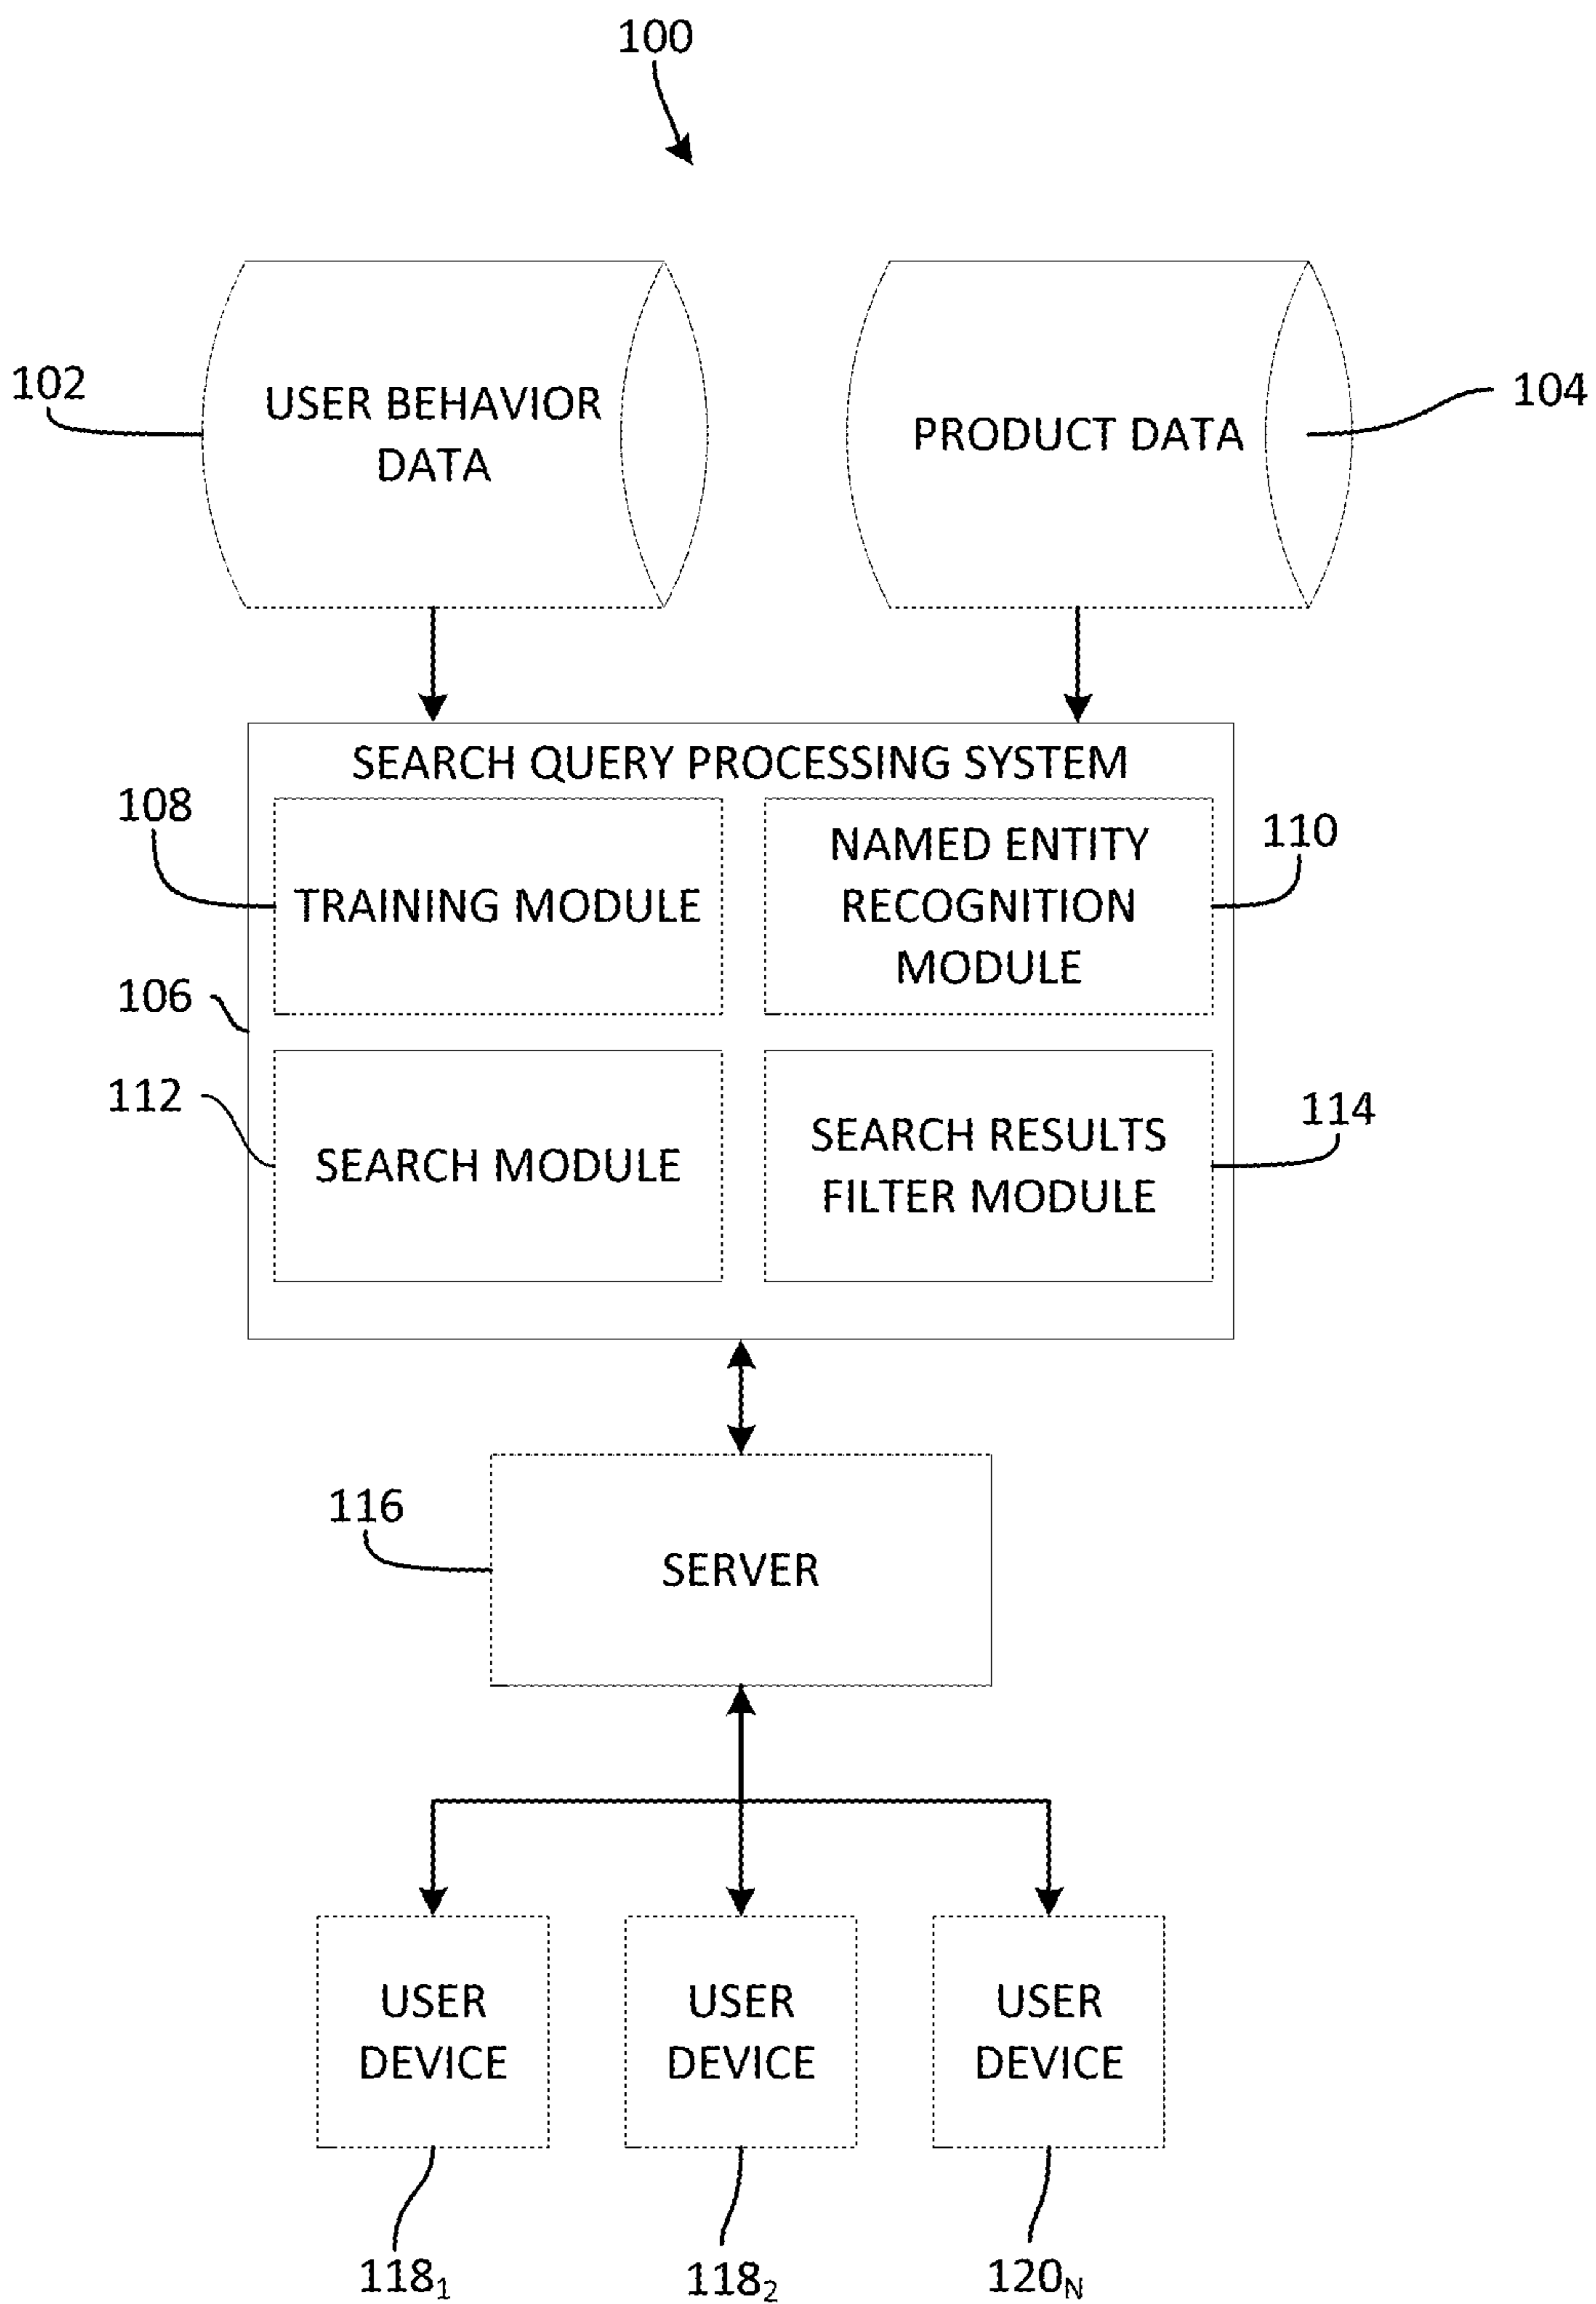 100
102
USER BEHAVIOR
DATA
PRODUCT DATA
104
SEARCH QUERY PROCESSING SYSTEM
108
TRAINING MODULE
NAMED ENTITY
RECOGNITION
MODULE
110
106
112
SEARCH MODULE
SEARCH RESULTS
FILTER MODULE
114
116
SERVER
USER
DEVICE
USER
DEVICE
USER
DEVICE
118₁
118₂
120N